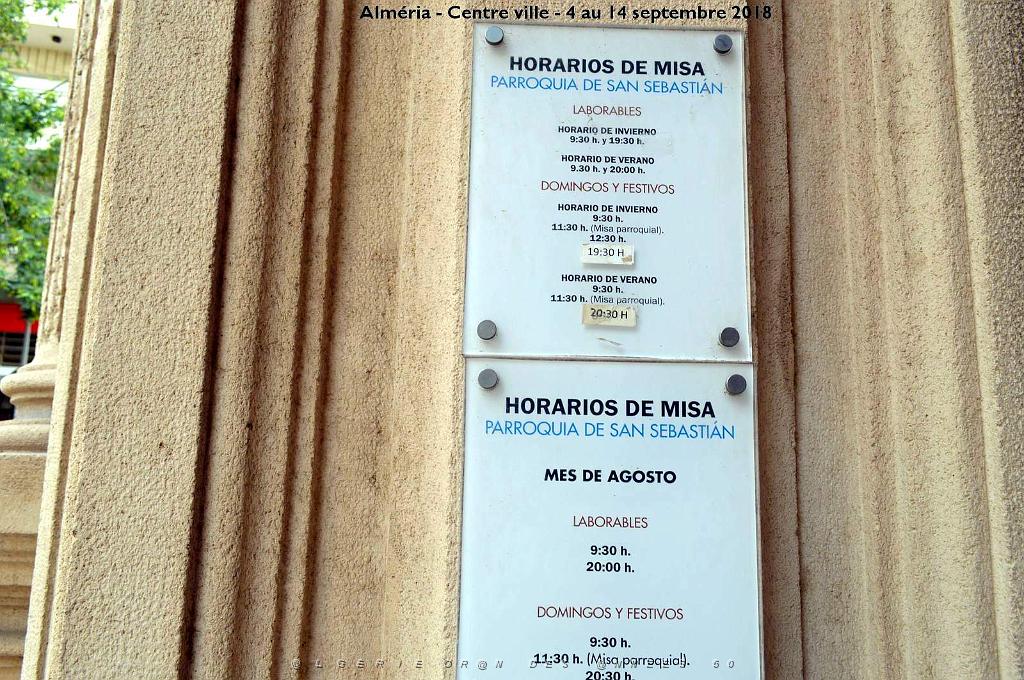 Alméria - Centre ville - 4 au 14 septembre 2018
HORARIOS DE MISA
PARROQUIA DE SAN SEBASTIÁN
LABORABLES
HORARIO DE INVIERNO
9:30 h. y 19:30 h.
HORARIO DE VERANO
9.30 h. y 20:00 h.
DOMINGOS Y FESTIVOS
HORARIO DE INVIERNO
9:30 h.
11:30 h. (Misa parroquial).
12:30 h.
19:30 H
HORARIO DE VERANO
9:30 h.
11:30 h. (Misa parroquial).
20:30 H
HORARIOS DE MISA
PARROQUIA DE SAN SEBASTIÁN
MES DE AGOSTO
LABORABLES
9:30 h.
20:00 h.
DOMINGOS Y FESTIVOS
9:30 h.
11:30 h. (Misa parroquial).
20:30 h.